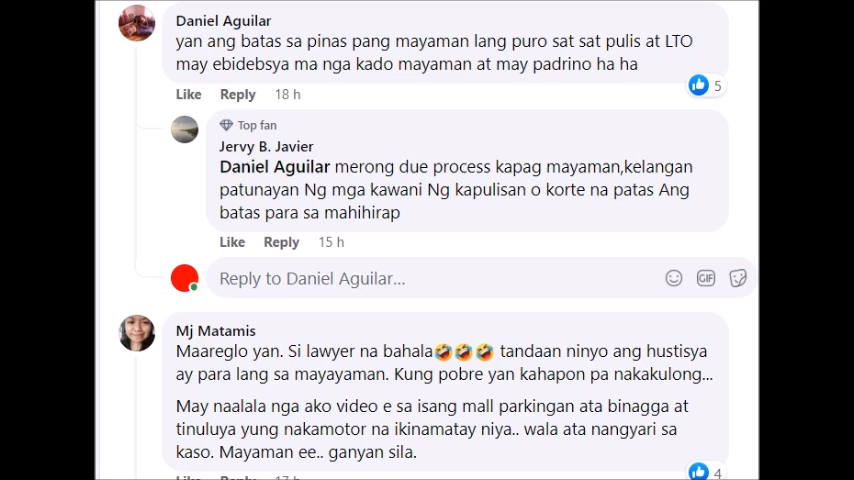 Daniel Aguilar
yan ang batas sa pinas pang mayaman lang puro sat sat pulis at LTO
may ebidebsya ma nga kado mayaman at may padrino ha ha
5
Like Reply 18 h
Top fan
Jervy B. Javier
Daniel Aguilar merong due process kapag mayaman,kelangan
patunayan Ng mga kawani Ng kapulisan o korte na patas Ang
batas para sa mahihirap
Like Reply 15 h
Reply to Daniel Aguilar...
GIF
Mj Matamis
Maareglo yan. Si lawyer na bahala🤣🤣🤣 tandaan ninyo ang hustisya
ay para lang sa mayayaman. Kung pobre yan kahapon pa nakakulong...
May naalala nga ako video e sa isang mall parkingan ata binagga at
tinuluya yung nakamotor na ikinamatay niya.. wala ata nangyari sa
kaso. Mayaman ee.. ganyan sila.
4
Like Reply 17 h